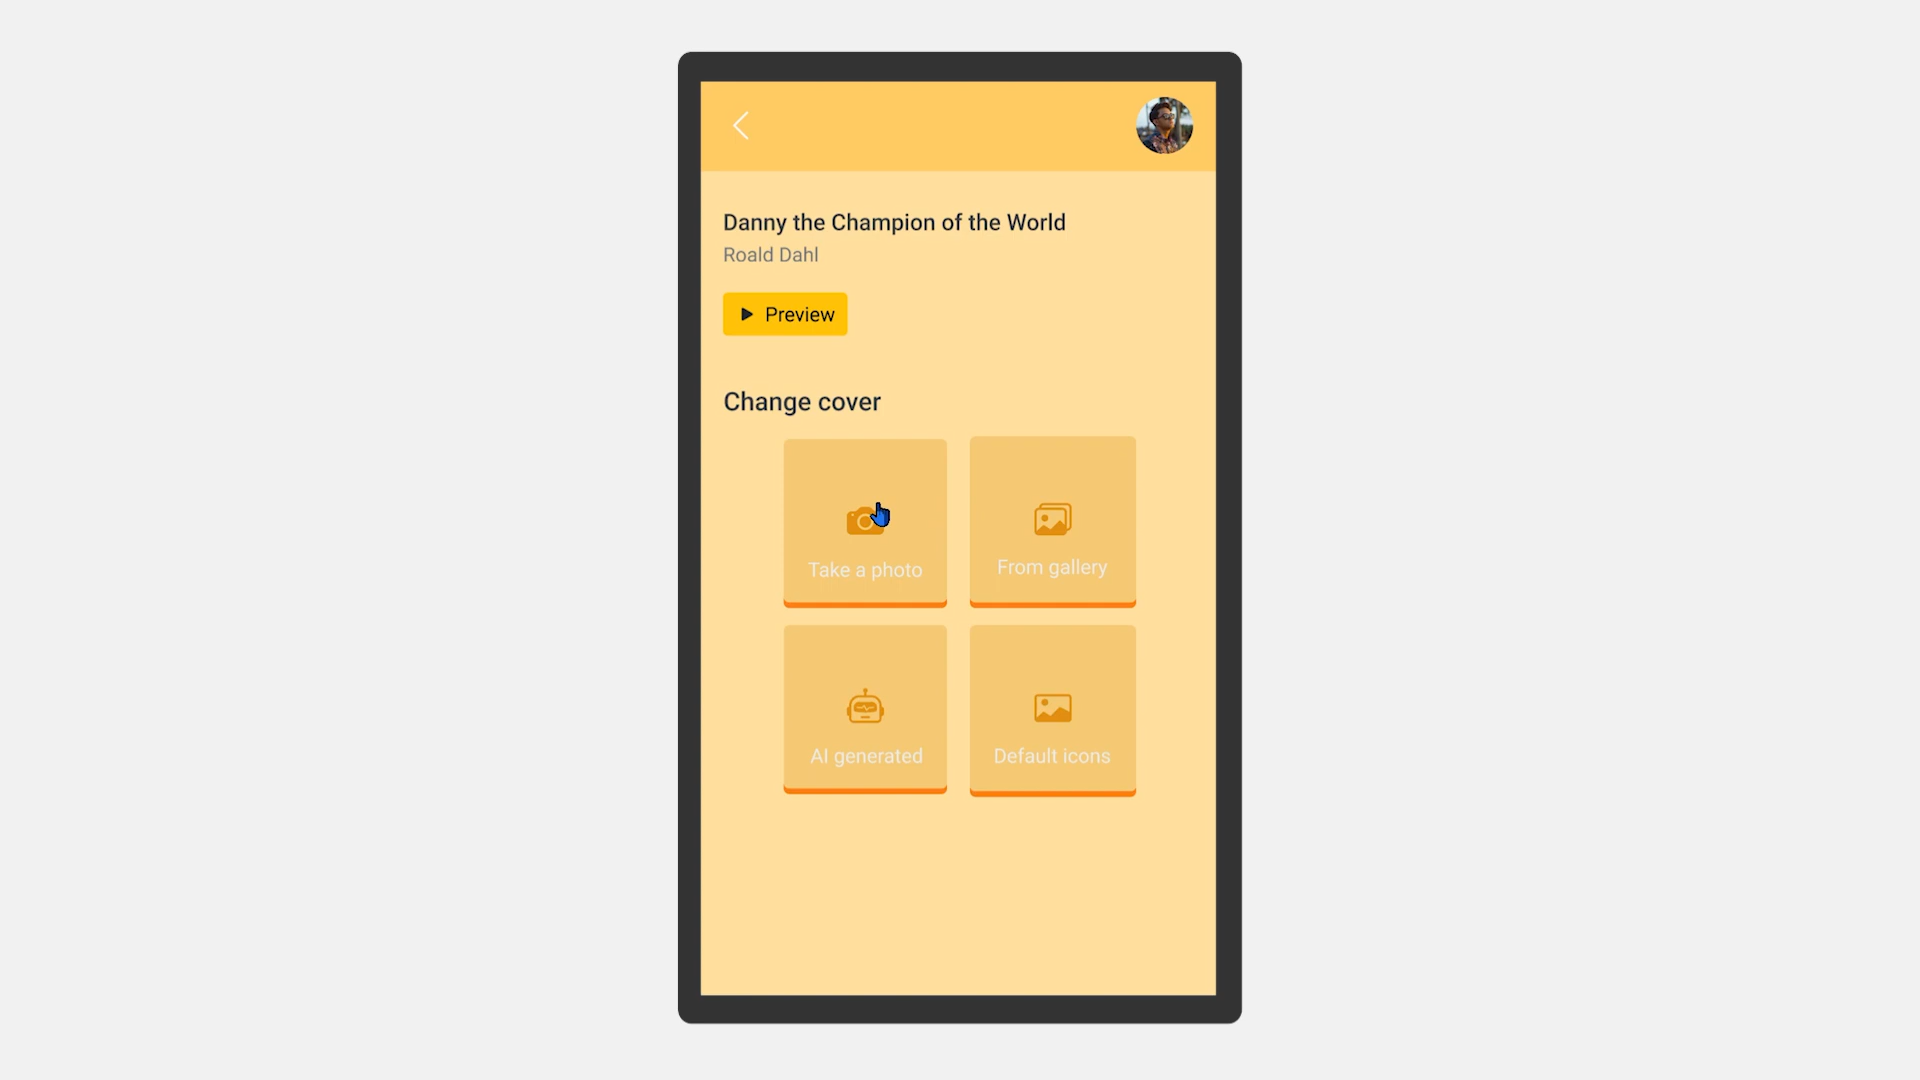 Danny the Champion of the World
Roald Dahl
Preview
Change cover
Take a photo
From gallery
AI generated
Default icons